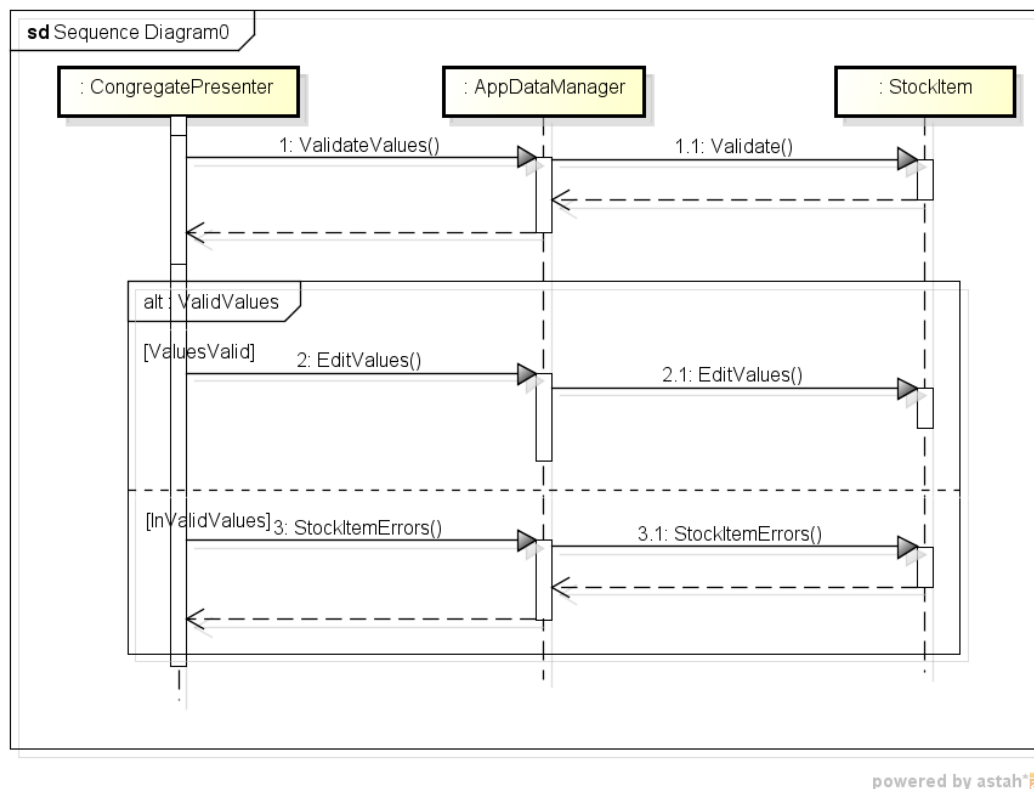 sd Sequence Diagram0
: CongregatePresenter
: AppDataManager
: StockItem
1: ValidateValues()
1.1: Validate()
alt : ValidValues
[ValuesValid]
2: EditValues()
2.1: EditValues()
[InValidValues]
3: StockItemErrors()
3.1: StockItemErrors()
powered by astah*